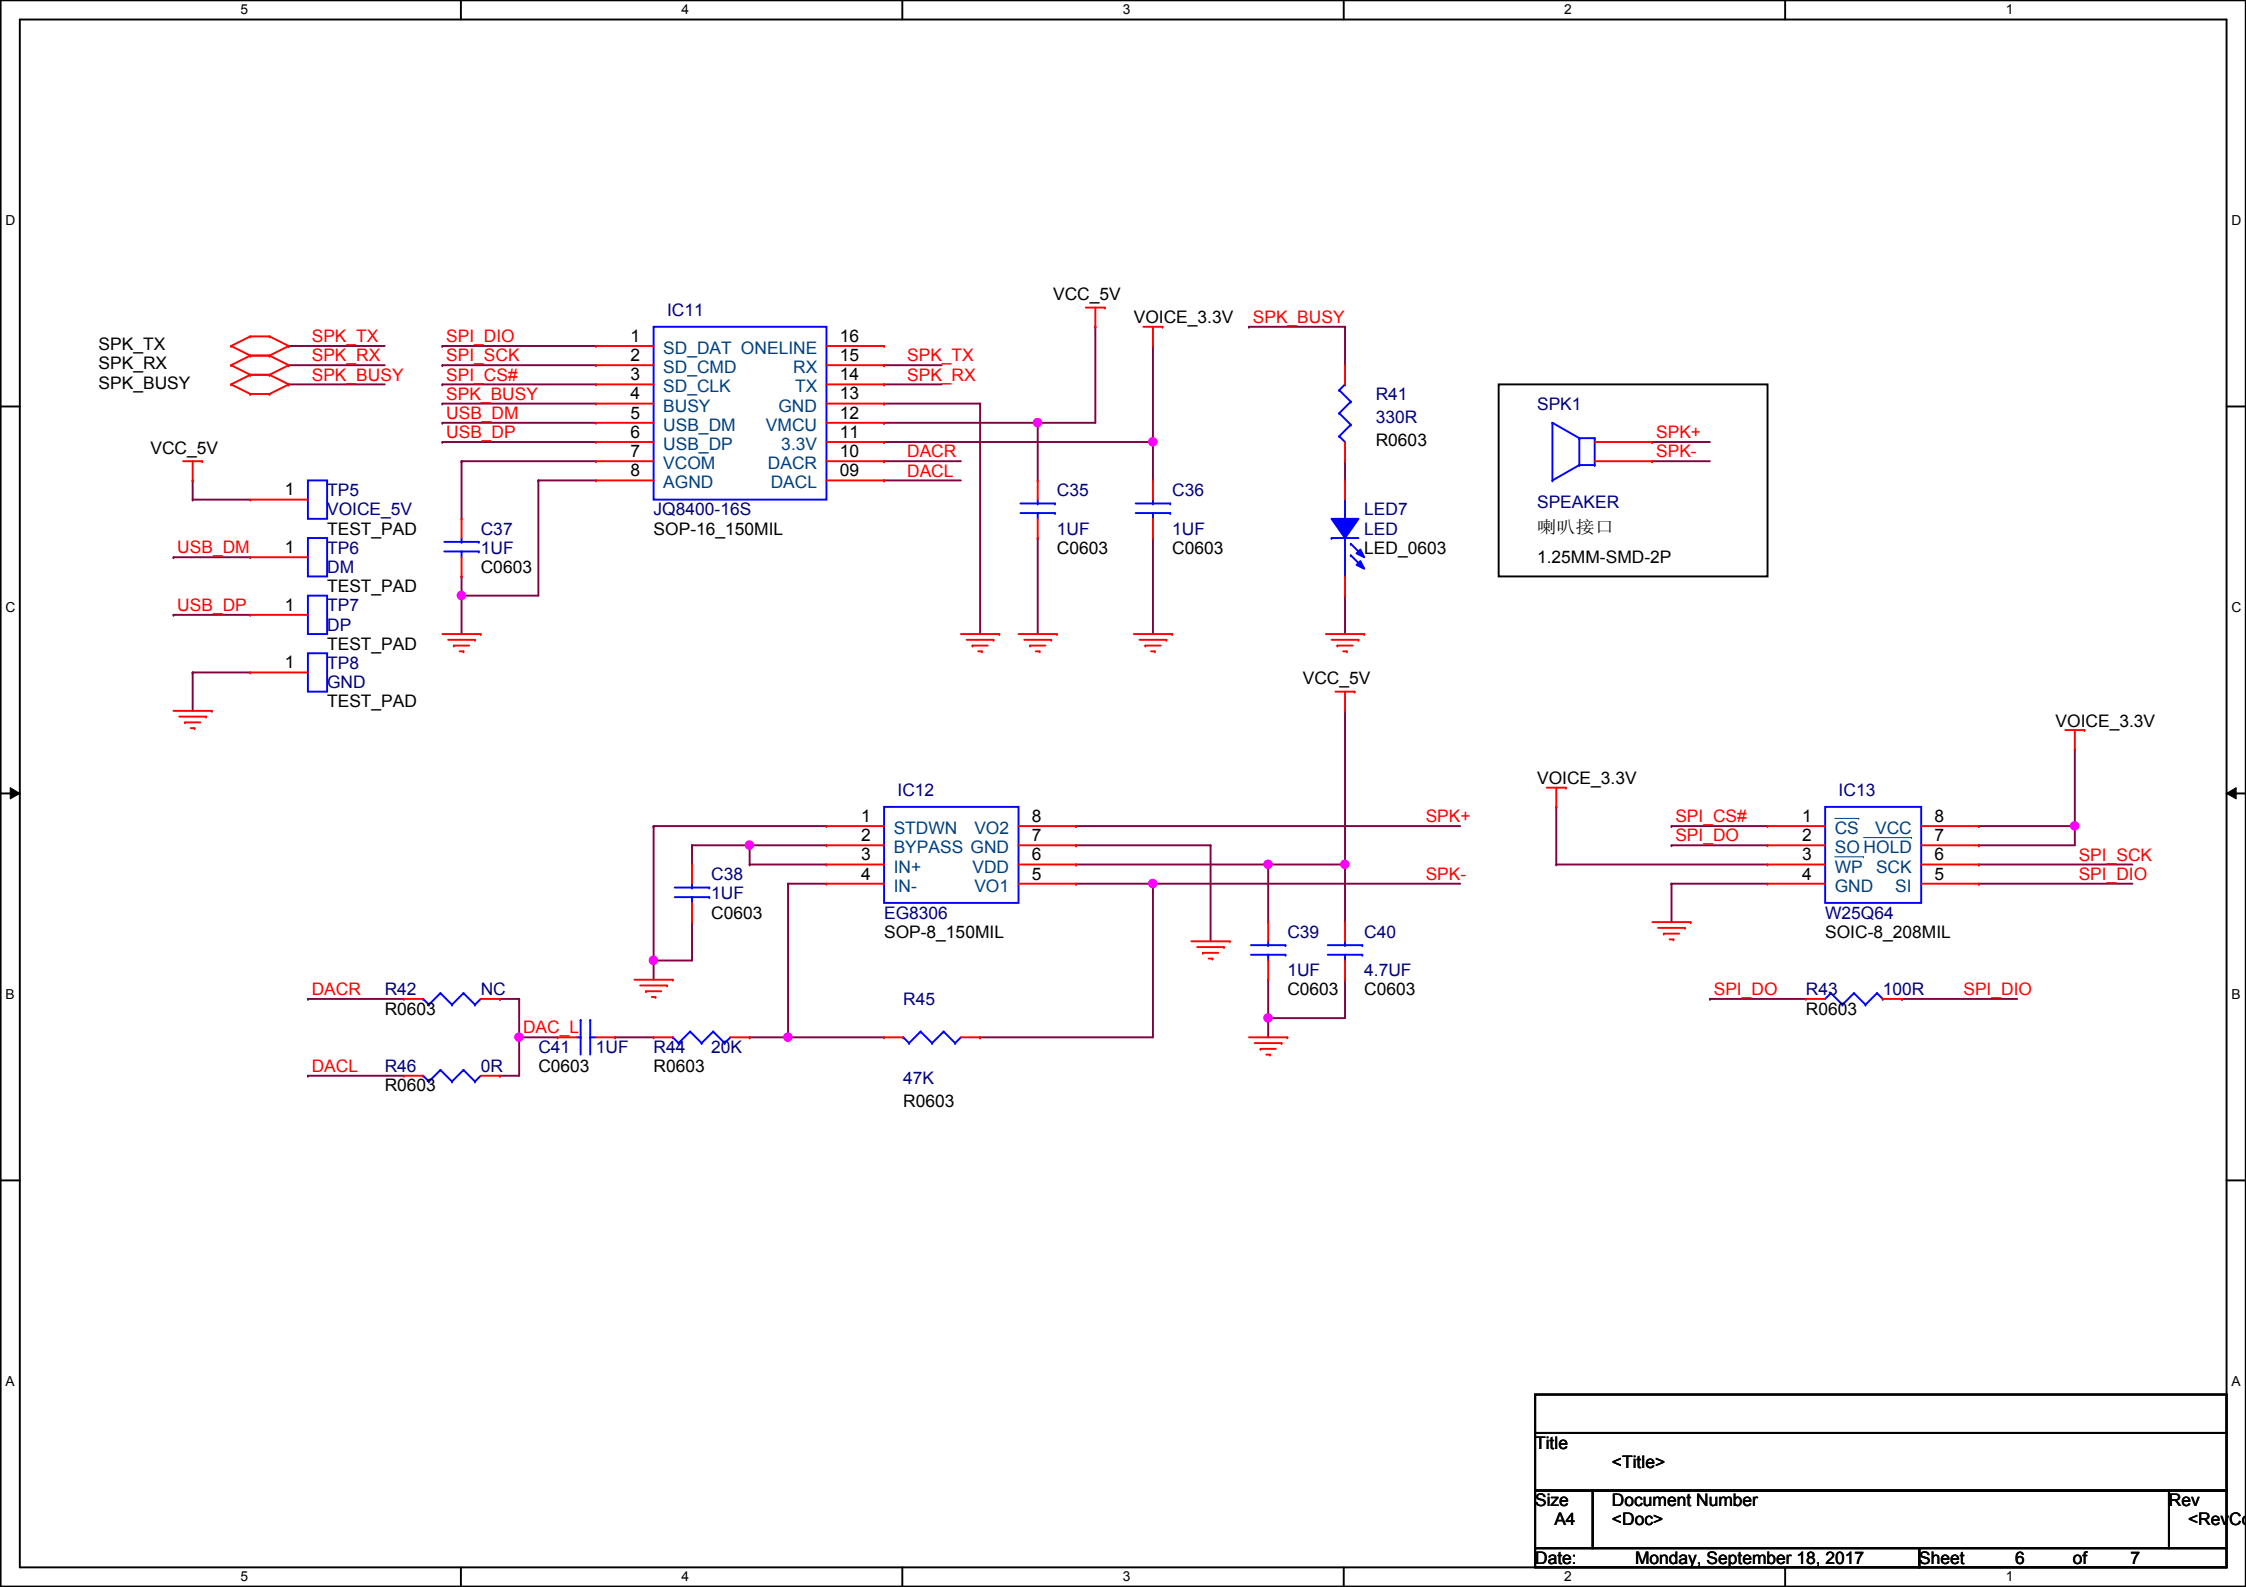 5 4 3 2 1
D D
C C
B B
A A
SPK_TX
SPK_RX
SPK_BUSY
SPK_TX
SPK_RX
SPK_BUSY
VCC_5V
1 TP5
VOICE_5V
TEST_PAD
USB_DM 1 TP6
DM
TEST_PAD
USB_DP 1 TP7
DP
TEST_PAD
1 TP8
GND
TEST_PAD
IC11
SPI_DIO 1 SD_DAT ONELINE 16
SPI_SCK 2 SD_CMD RX 15 SPK_TX
SPI_CS# 3 SD_CLK TX 14 SPK_RX
SPK_BUSY 4 BUSY GND 13
USB_DM 5 USB_DM VMCU 12
USB_DP 6 USB_DP 3.3V 11
7 VCOM DACR 10 DACR
8 AGND DACL 09 DACL
JQ8400-16S
SOP-16_150MIL
C37
1UF
C0603
VCC_5V
VOICE_3.3V
C35
1UF
C0603
C36
1UF
C0603
SPK_BUSY
R41
330R
R0603
LED7
LED
LED_0603
SPK1
SPK+
SPK-
SPEAKER
喇叭接口
1.25MM-SMD-2P
VCC_5V
IC12
1 STDWN VO2 8 SPK+
2 BYPASS GND 7
3 IN+ VDD 6
4 IN- VO1 5 SPK-
EG8306
SOP-8_150MIL
C38
1UF
C0603
C39
1UF
C0603
C40
4.7UF
C0603
DACR R42 NC
R0603
DAC_L
C41 1UF
C0603
R44 20K
R0603
R45
47K
R0603
DACL R46 0R
R0603
VOICE_3.3V
VOICE_3.3V
IC13
SPI_CS# 1 CS VCC 8
SPI_DO 2 SO HOLD 7
3 WP SCK 6 SPI_SCK
4 GND SI 5 SPI_DIO
W25Q64
SOIC-8_208MIL
SPI_DO R43 100R SPI_DIO
R0603
Title
<Title>
Size Document Number Rev
A4 <Doc> <RevCo
Date: Monday, September 18, 2017 Sheet 6 of 7
5 4 3 2 1